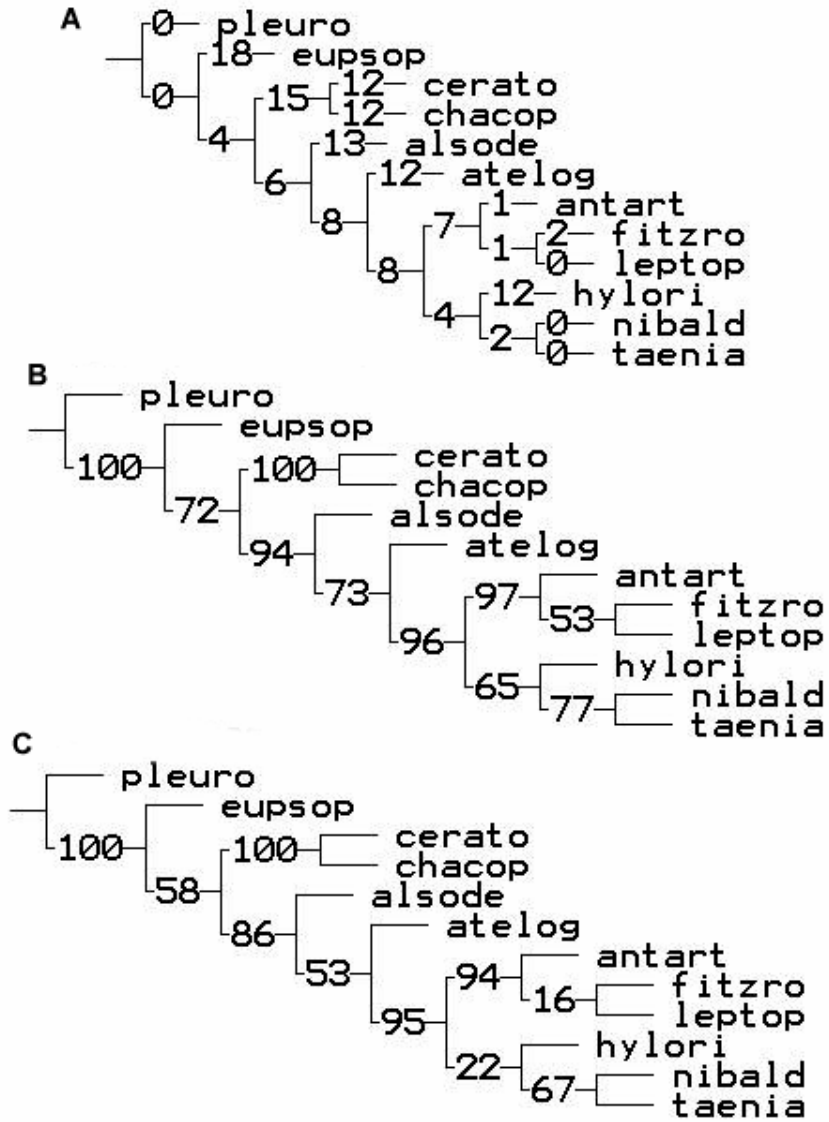 A
0 pleuro
18 eupsop
0
12 cerato
15
12 chacop
4
13 alsode
12 atelog
6
1 antart
7
8
2 fitzro
1
0 leptop
8
12 hylori
4
0 nibald
2
0 taenia
B
pleuro
eupsop
100
100 cerato
chacop
72
alsode
94
atelog
97 antart
73
53 fitzro
leptop
96
hylori
65
77 nibald
taenia
C
pleuro
eupsop
100
100 cerato
chacop
58
alsode
86
atelog
94 antart
53
16 fitzro
leptop
95
hylori
22
67 nibald
taenia